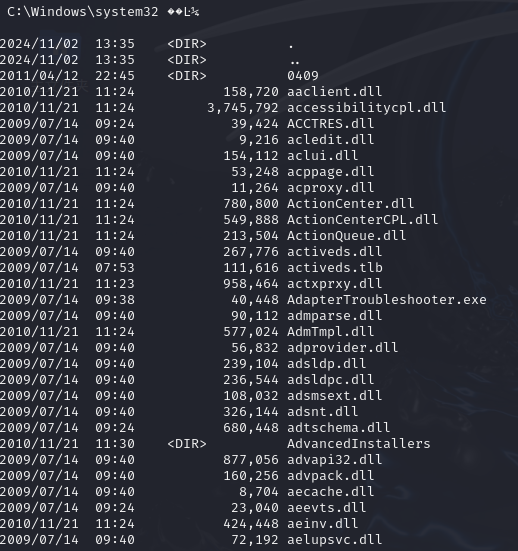 C:\Windows\system32 ��Ŀ¼
2024/11/02  13:35    <DIR>          .
2024/11/02  13:35    <DIR>          ..
2011/04/12  22:45    <DIR>          0409
2010/11/21  11:24           158,720 aaclient.dll
2010/11/21  11:24         3,745,792 accessibilitycpl.dll
2009/07/14  09:24            39,424 ACCTRES.dll
2009/07/14  09:40             9,216 acledit.dll
2009/07/14  09:40           154,112 aclui.dll
2010/11/21  11:24            53,248 acppage.dll
2009/07/14  09:40            11,264 acproxy.dll
2010/11/21  11:24           780,800 ActionCenter.dll
2010/11/21  11:24           549,888 ActionCenterCPL.dll
2010/11/21  11:24           213,504 ActionQueue.dll
2009/07/14  09:40           267,776 activeds.dll
2009/07/14  07:53           111,616 activeds.tlb
2010/11/21  11:23           958,464 actxprxy.dll
2009/07/14  09:38            40,448 AdapterTroubleshooter.exe
2009/07/14  09:40            90,112 admparse.dll
2010/11/21  11:24           577,024 AdmTmpl.dll
2009/07/14  09:40            56,832 adprovider.dll
2009/07/14  09:40           239,104 adsldp.dll
2009/07/14  09:40           236,544 adsldpc.dll
2009/07/14  09:40           108,032 adsmsext.dll
2009/07/14  09:40           326,144 adsnt.dll
2009/07/14  09:24           680,448 adtschema.dll
2010/11/21  11:30    <DIR>          AdvancedInstallers
2009/07/14  09:40           877,056 advapi32.dll
2009/07/14  09:40           160,256 advpack.dll
2009/07/14  09:40             8,704 aecache.dll
2009/07/14  09:24            23,040 aeevts.dll
2010/11/21  11:24           424,448 aeinv.dll
2009/07/14  09:40            72,192 aelupsvc.dll